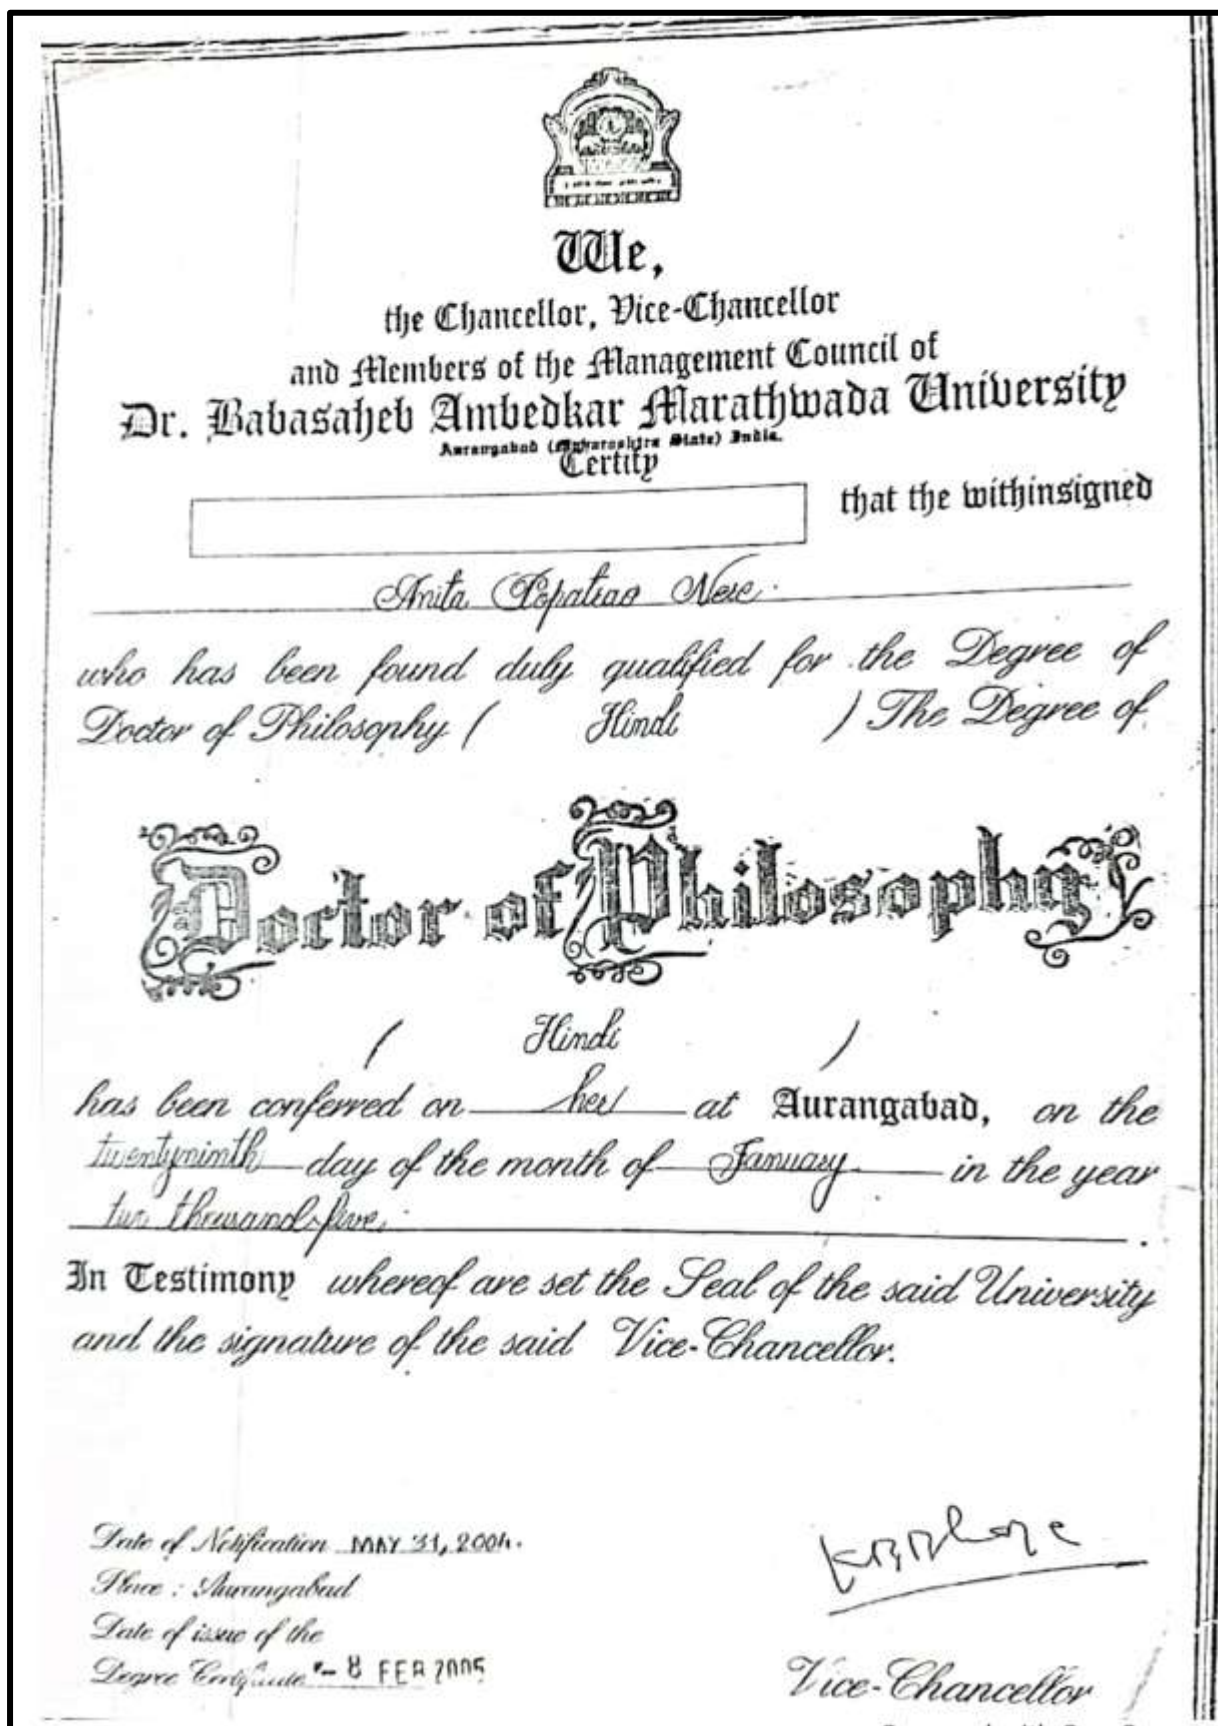 We,
the Chancellor, Vice-Chancellor
and Members of the Management Council of
Dr. Babasaheb Ambedkar Marathwada University
Aurangabad (Maharashtra State) India.
Certify
that the withinsigned
Anita Popatrao Nere.
who has been found duly qualified for the Degree of
Doctor of Philosophy ( Hindi ) The Degree of
Doctor of Philosophy
( Hindi )
has been conferred on her at Aurangabad, on the
twentyninth day of the month of January in the year
two thousand five.
In Testimony whereof are set the Seal of the said University
and the signature of the said Vice-Chancellor.
Date of Notification MAY 31, 2004.
Place : Aurangabad
Date of issue of the
Degree Certificate - 8 FEB 2005
Vice-Chancellor